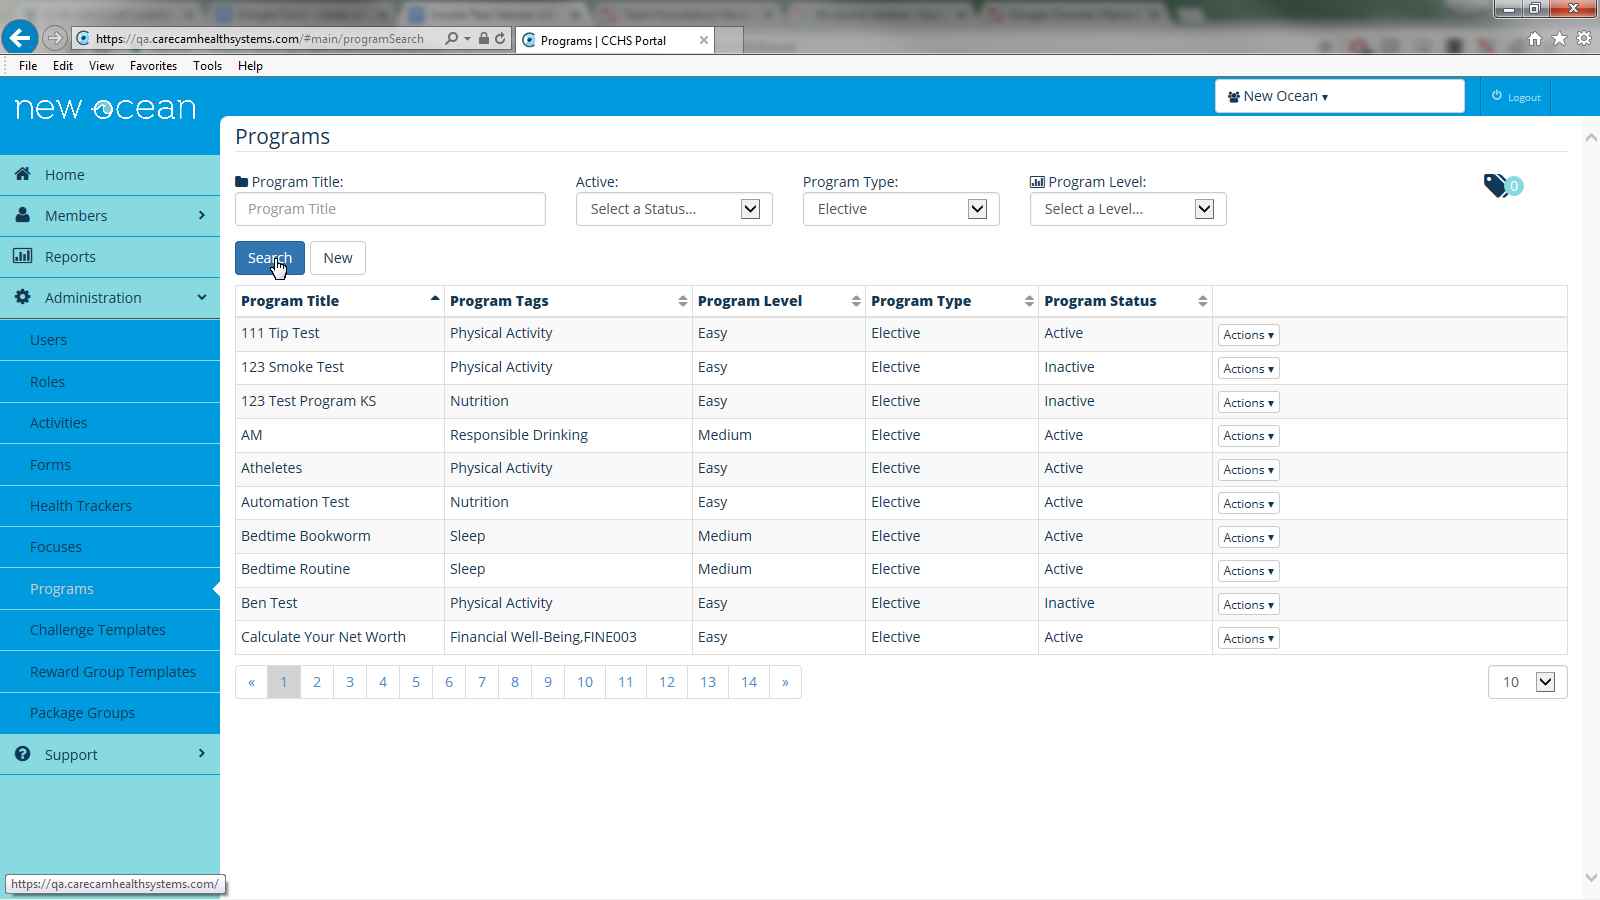 https://qa.carecamhealthsystems.com/#main/programSearch
Programs | CCHS Portal
File Edit View Favorites Tools Help
new ocean
New Ocean ▾
Logout
Programs
Home
Members
Reports
Administration
Users
Roles
Activities
Forms
Health Trackers
Focuses
Programs
Challenge Templates
Reward Group Templates
Package Groups
Support
Program Title: Active: Program Type: Program Level:
Program Title Select a Status... Elective Select a Level...
0
Search New
Program Title Program Tags Program Level Program Type Program Status
111 Tip Test Physical Activity Easy Elective Active Actions ▾
123 Smoke Test Physical Activity Easy Elective Inactive Actions ▾
123 Test Program KS Nutrition Easy Elective Inactive Actions ▾
AM Responsible Drinking Medium Elective Active Actions ▾
Atheletes Physical Activity Easy Elective Active Actions ▾
Automation Test Nutrition Easy Elective Active Actions ▾
Bedtime Bookworm Sleep Medium Elective Active Actions ▾
Bedtime Routine Sleep Medium Elective Active Actions ▾
Ben Test Physical Activity Easy Elective Inactive Actions ▾
Calculate Your Net Worth Financial Well-Being,FINE003 Easy Elective Active Actions ▾
« 1 2 3 4 5 6 7 8 9 10 11 12 13 14 » 10
https://qa.carecamhealthsystems.com/